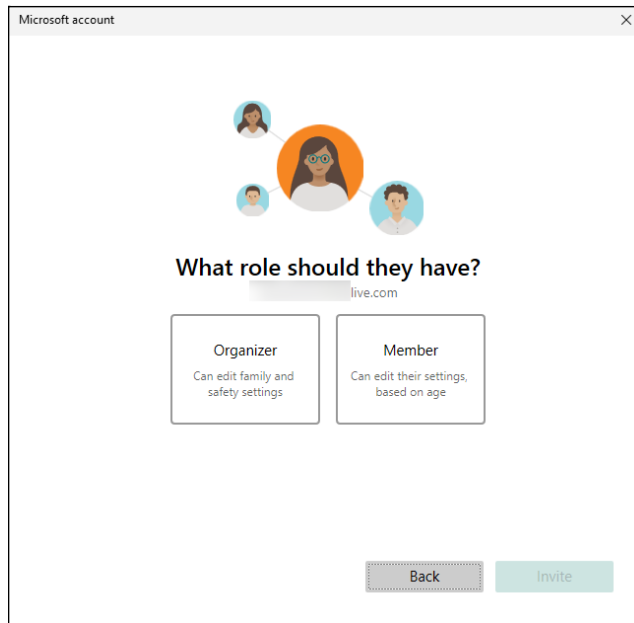 Microsoft account
What role should they have?
live.com
Organizer
Can edit family and
safety settings
Member
Can edit their settings,
based on age
Back
Invite